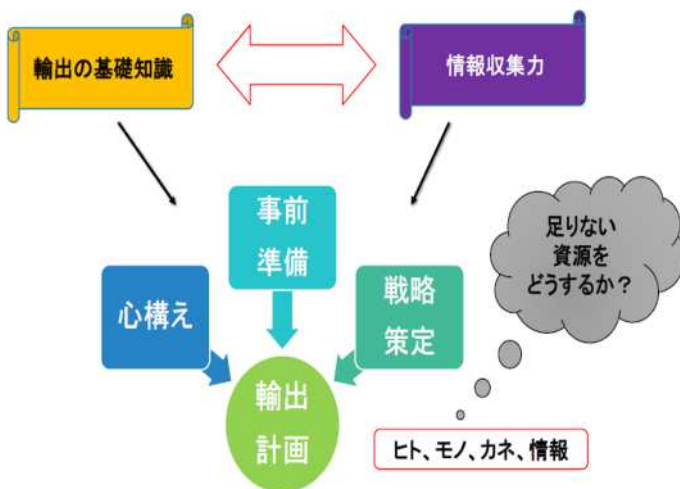 輸出の基礎知識
情報収集力
事前
準備
心構え
戦略
策定
輸出
計画
足りない
資源を
どうするか？
ヒト、モノ、カネ、情報